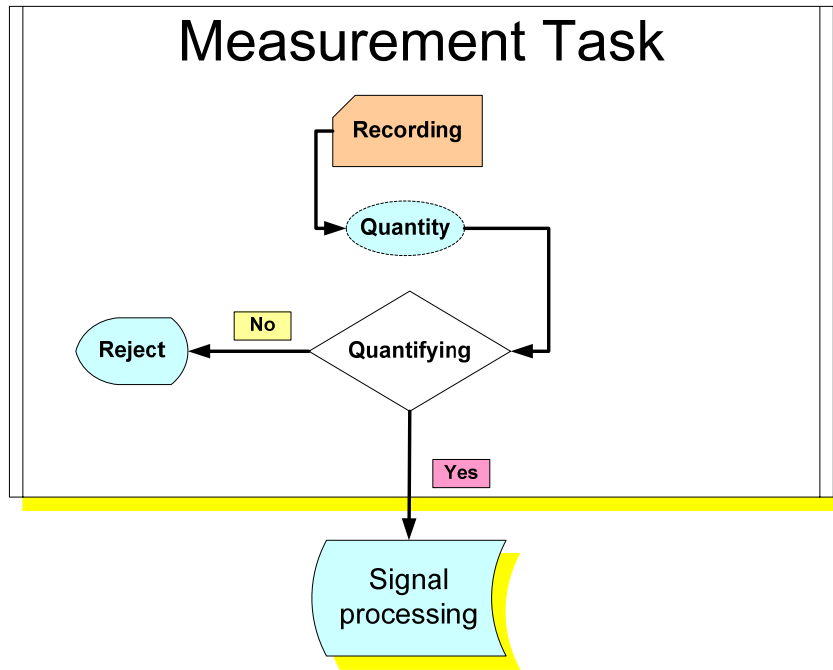 Measurement Task
Recording
Quantity
No
Reject
Quantifying
Yes
Signal
processing